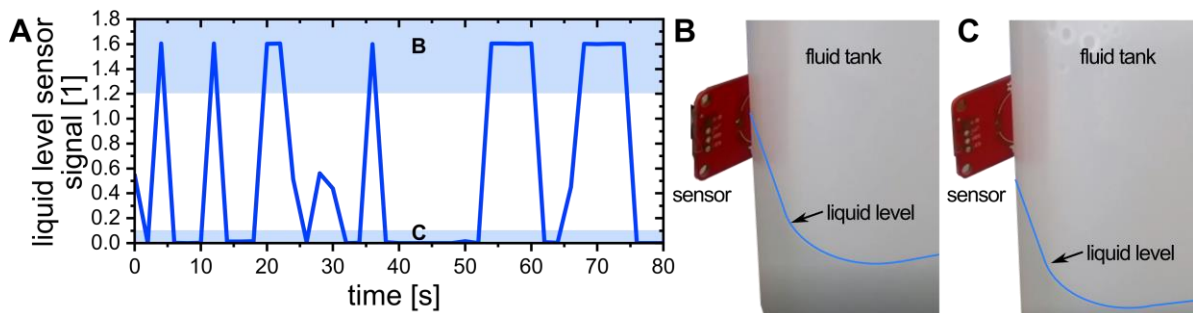 A
liquid level sensor
signal [1]
1.8
1.6
1.4
1.2
1.0
0.8
0.6
0.4
0.2
0.0
B
C
0 10 20 30 40 50 60 70 80
time [s]
B
fluid tank
sensor
liquid level
C
fluid tank
sensor
liquid level